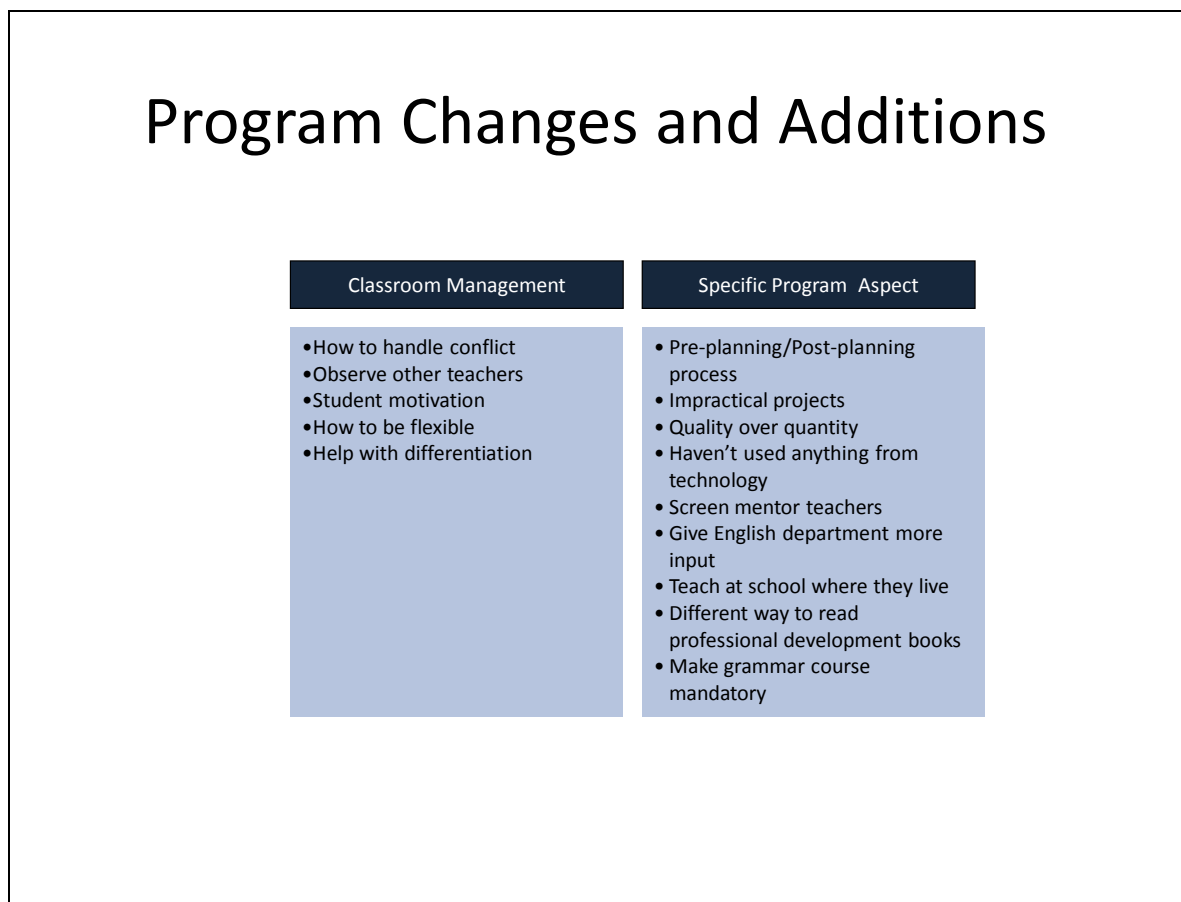 Program Changes and Additions
Classroom Management
•How to handle conflict
•Observe other teachers
•Student motivation
•How to be flexible
•Help with differentiation
Specific Program  Aspect
• Pre-planning/Post-planning
process
• Impractical projects
• Quality over quantity
• Haven’t used anything from
technology
• Screen mentor teachers
• Give English department more
input
• Teach at school where they live
• Different way to read
professional development books
• Make grammar course
mandatory